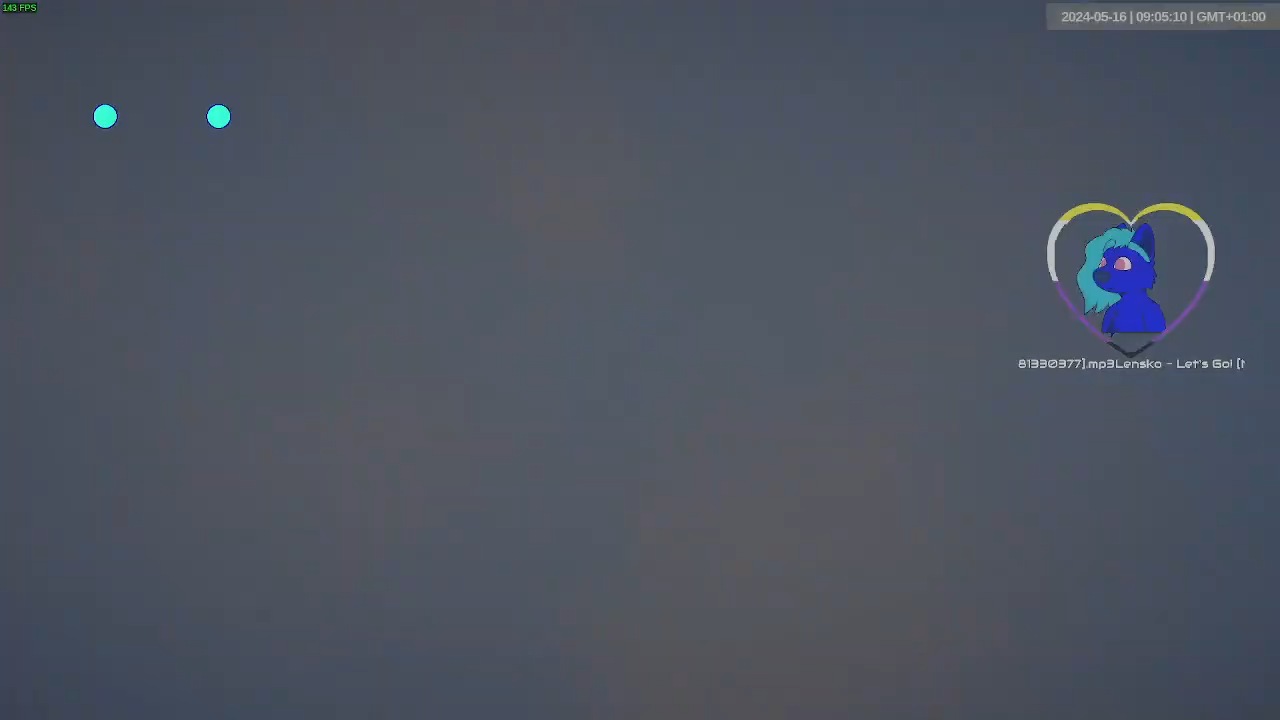 143 FPS
2024-05-16 | 09:05:10 | GMT+01:00
81330377].mp3Lensko - Let's Go! [